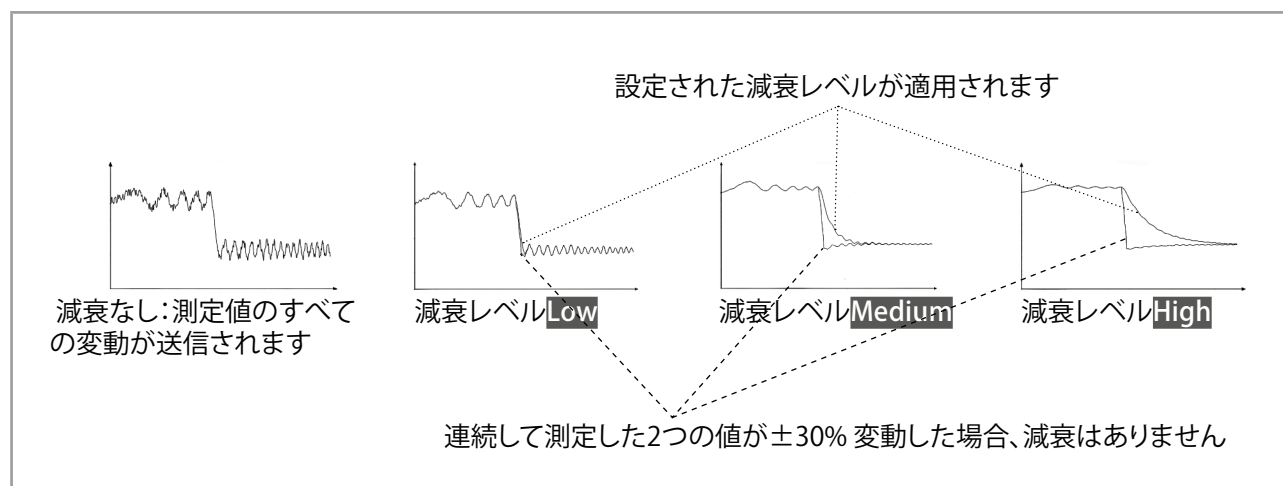 設定された減衰レベルが適用されます
減衰なし：測定値のすべて
の変動が送信されます
減衰レベルLow
減衰レベルMedium
減衰レベルHigh
連続して測定した2つの値が±30% 変動した場合、減衰はありません